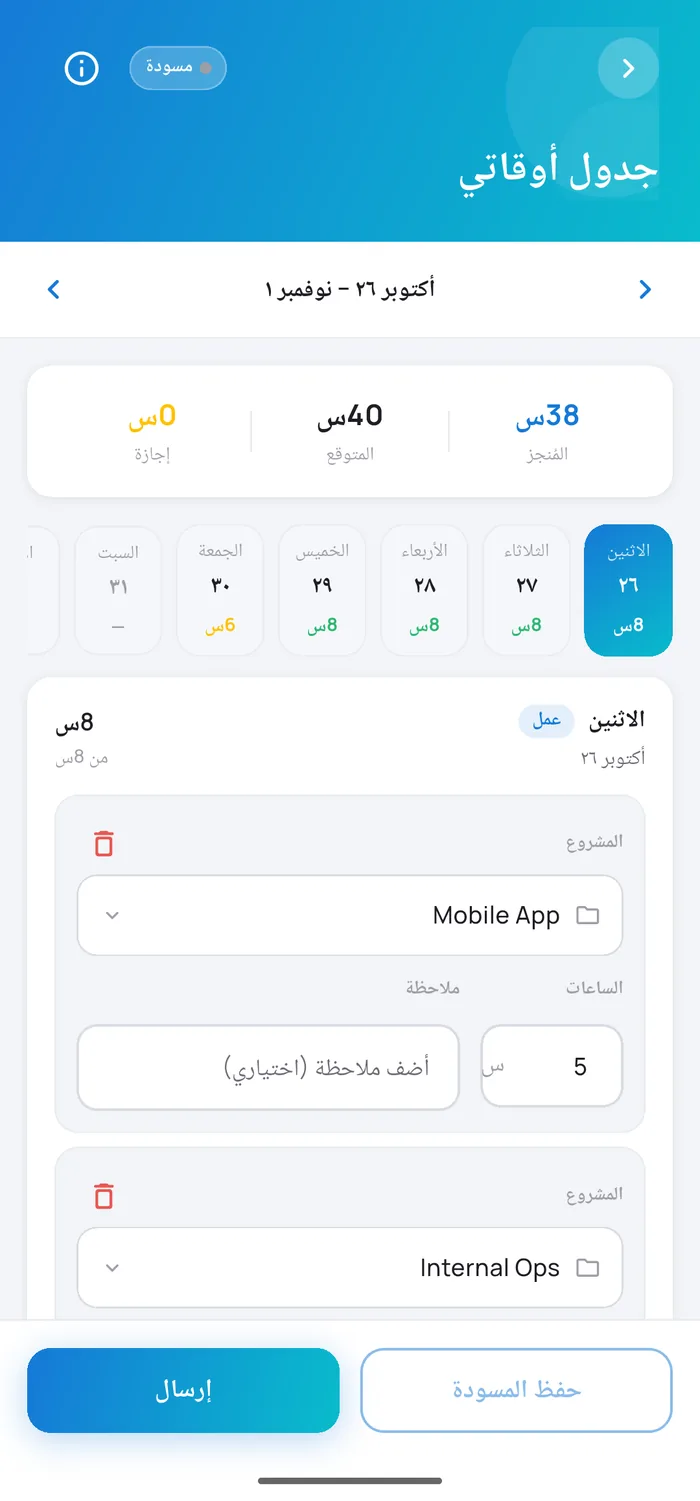 مسودة
جدول أوقاتي
أكتوبر ٢٦ – نوفمبر ١
38س
40س
0س
المُنجز
المتوقع
إجازة
الاثنين
٢٦
8س
الثلاثاء
٢٧
8س
الأربعاء
٢٨
8س
الخميس
٢٩
8س
الجمعة
٣٠
6س
السبت
٣١
–
الاثنين عمل
8س
أكتوبر ٢٦
من 8س
المشروع
Mobile App
الساعات
ملاحظة
5 س
أضف ملاحظة (اختياري)
المشروع
Internal Ops
حفظ المسودة
إرسال